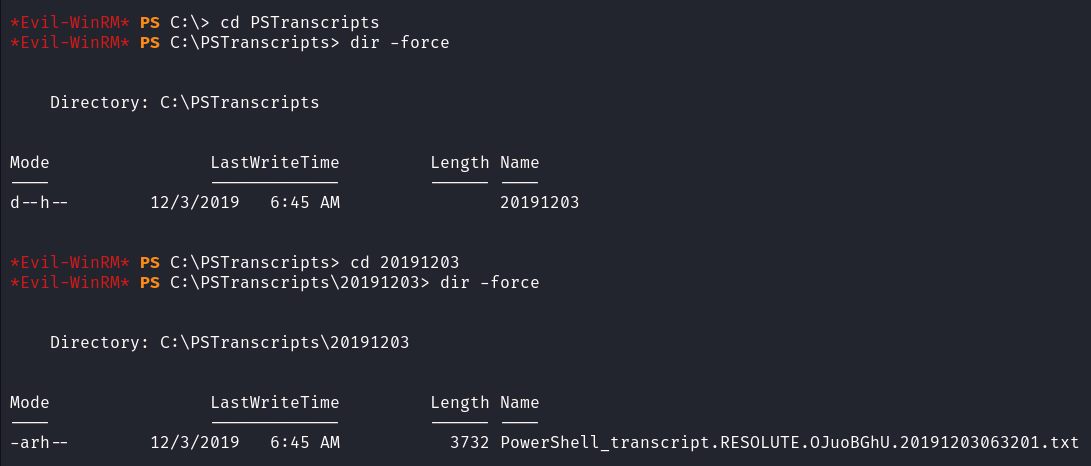 *Evil-WinRM* PS C:\> cd PSTranscripts
*Evil-WinRM* PS C:\PSTranscripts> dir -force
Directory: C:\PSTranscripts
Mode LastWriteTime Length Name
---- ------------- ------ ----
d--h-- 12/3/2019 6:45 AM 20191203
*Evil-WinRM* PS C:\PSTranscripts> cd 20191203
*Evil-WinRM* PS C:\PSTranscripts\20191203> dir -force
Directory: C:\PSTranscripts\20191203
Mode LastWriteTime Length Name
---- ------------- ------ ----
-arh-- 12/3/2019 6:45 AM 3732 PowerShell_transcript.RESOLUTE.OJuoBGhU.20191203063201.txt